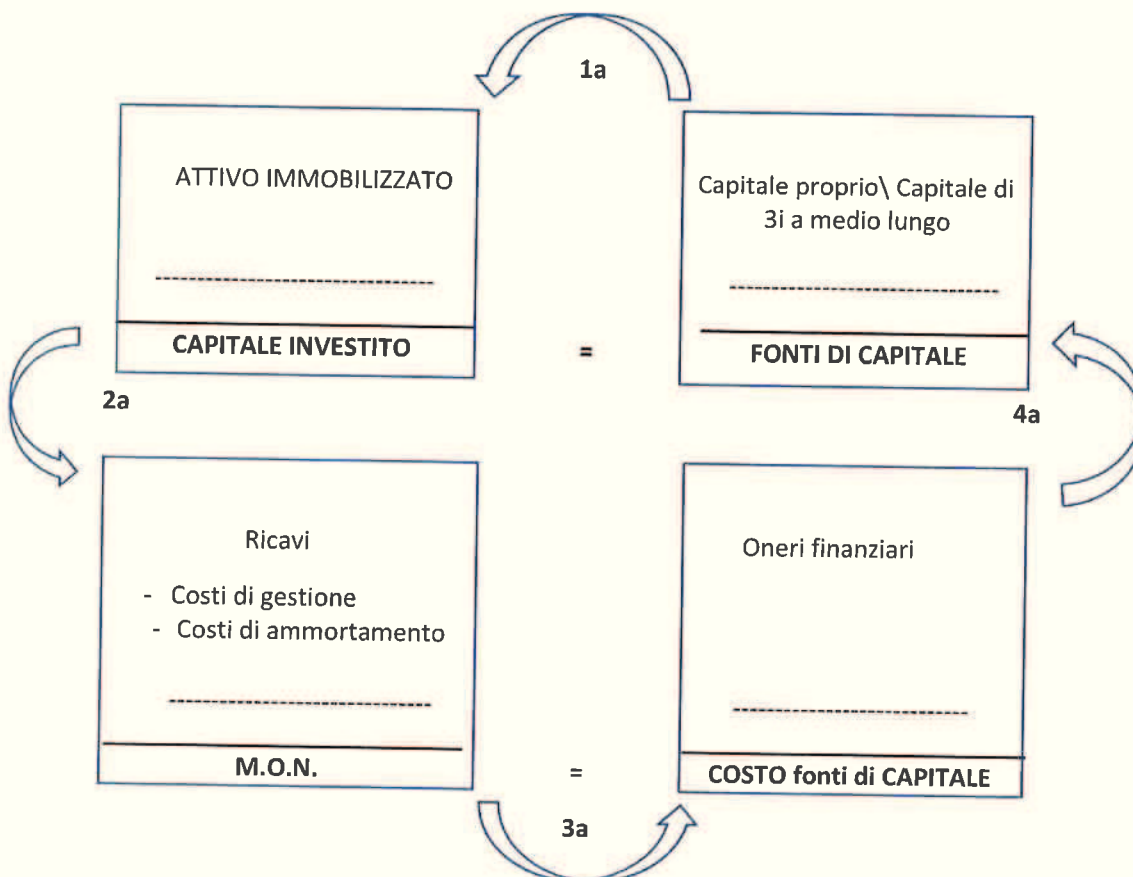 1a
ATTIVO IMMOBILIZZATO
----------------------------------
CAPITALE INVESTITO
=
Capitale proprio\ Capitale di
3i a medio lungo
----------------------------------
FONTI DI CAPITALE
2a
4a
Ricavi
- Costi di gestione
- Costi di ammortamento
----------------------------------
M.O.N.
=
Oneri finanziari
----------------------------------
COSTO fonti di CAPITALE
3a